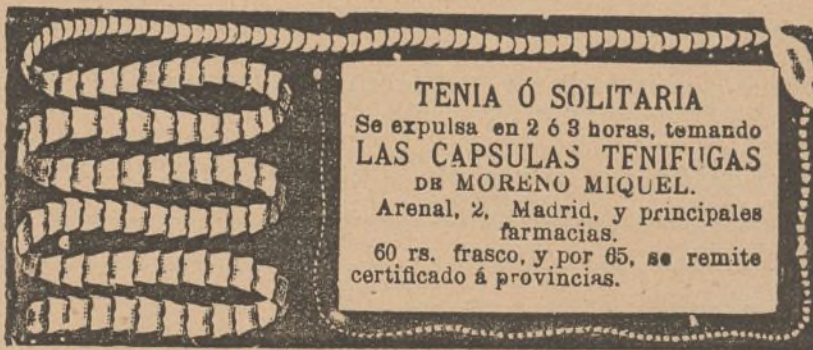 TENIA Ó SOLITARIA
Se expulsa en 2 ó 3 horas, temando
LAS CAPSULAS TENIFUGAS
DE MORENO MIQUEL.
Arenal, 2, Madrid, y principales
farmacias.
60 rs. frasco, y por 65, se remite
certificado á provincias.